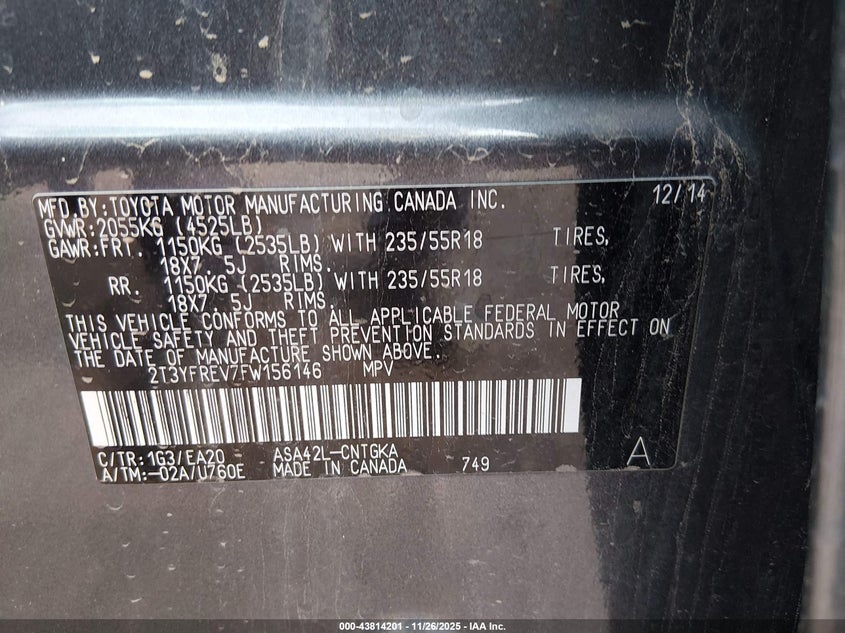 MFD.BY:TOYOTA MOTOR MANUFACTURING CANADA INC. 12/14
GVWR:2055KG (4525LB)
GAWR:FRT. 1150KG (2535LB) WITH 235/55R18 TIRES,
18X7. 5J RIMS.
RR. 1150KG (2535LB) WITH 235/55R18 TIRES,
18X7. 5J RIMS.
THIS VEHICLE CONFORMS TO ALL APPLICABLE FEDERAL MOTOR
VEHICLE SAFETY AND THEFT PREVENTION STANDARDS IN EFFECT ON
THE DATE OF MANUFACTURE SHOWN ABOVE.
2T3YFREV7FW156146 MPV
C/TR:1G3/EA20 ASA42L-CNTGKA
A/TM:-02A/U760E MADE IN CANADA 749 A
000-43814201 - 11/26/2025 - IAA Inc.